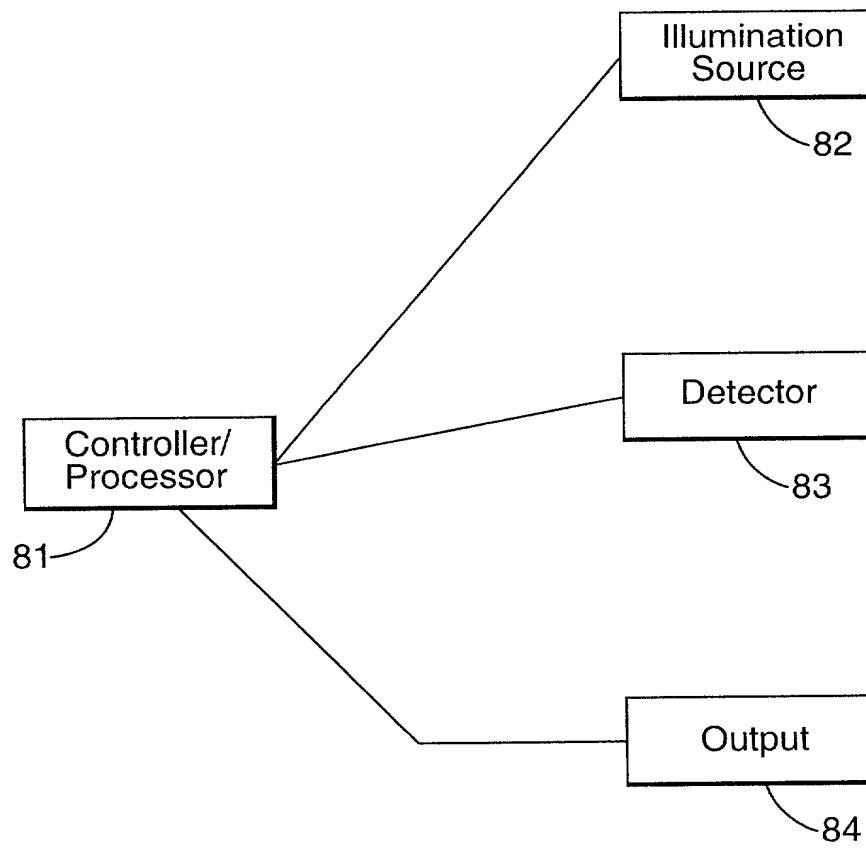 Illumination
Source
82
Detector
83
Controller/
Processor
81
Output
84